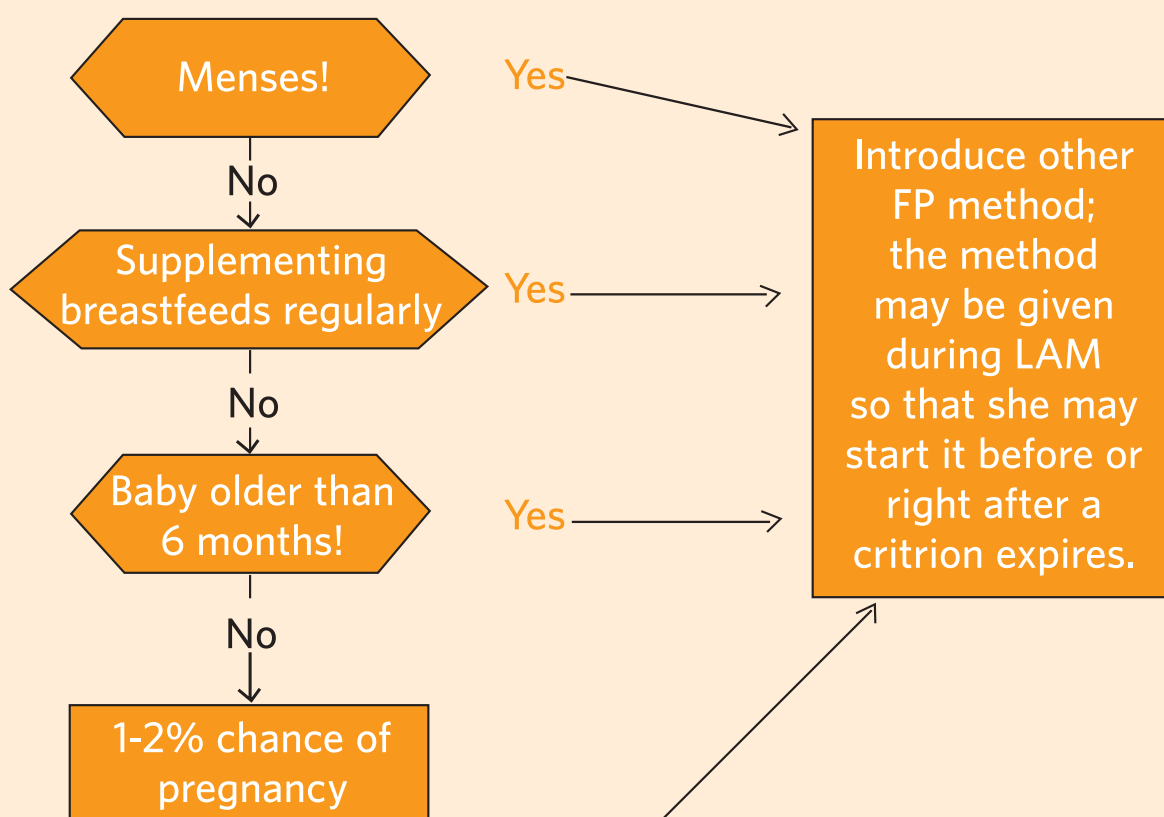 Menses!
Yes
No
Supplementing
breastfeeds regularly
Yes
No
Baby older than
6 months!
Yes
No
1-2% chance of
pregnancy
Introduce other
FP method;
the method
may be given
during LAM
so that she may
start it before or
right after a
critrion expires.